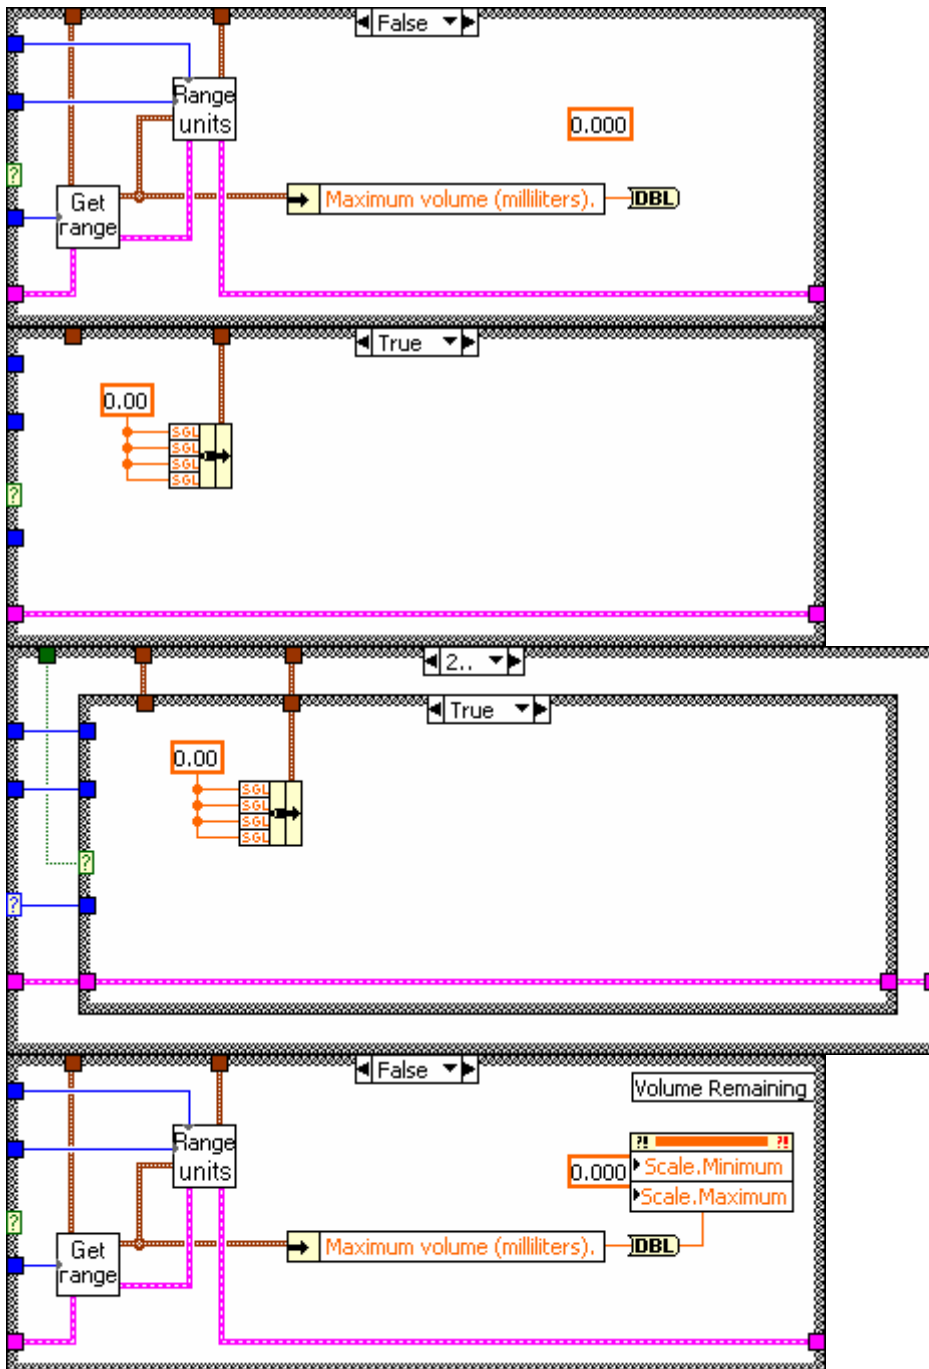 False
Range
units
0.000
?
Get
range
Maximum volume (milliliters).
DBL
True
0.00
SGL
SGL
SGL
SGL
?
2..
True
0.00
SGL
SGL
SGL
SGL
?
?
False
Volume Remaining
Range
units
?! ?!
0.000 Scale.Minimum
Scale.Maximum
?
Get
range
Maximum volume (milliliters).
DBL